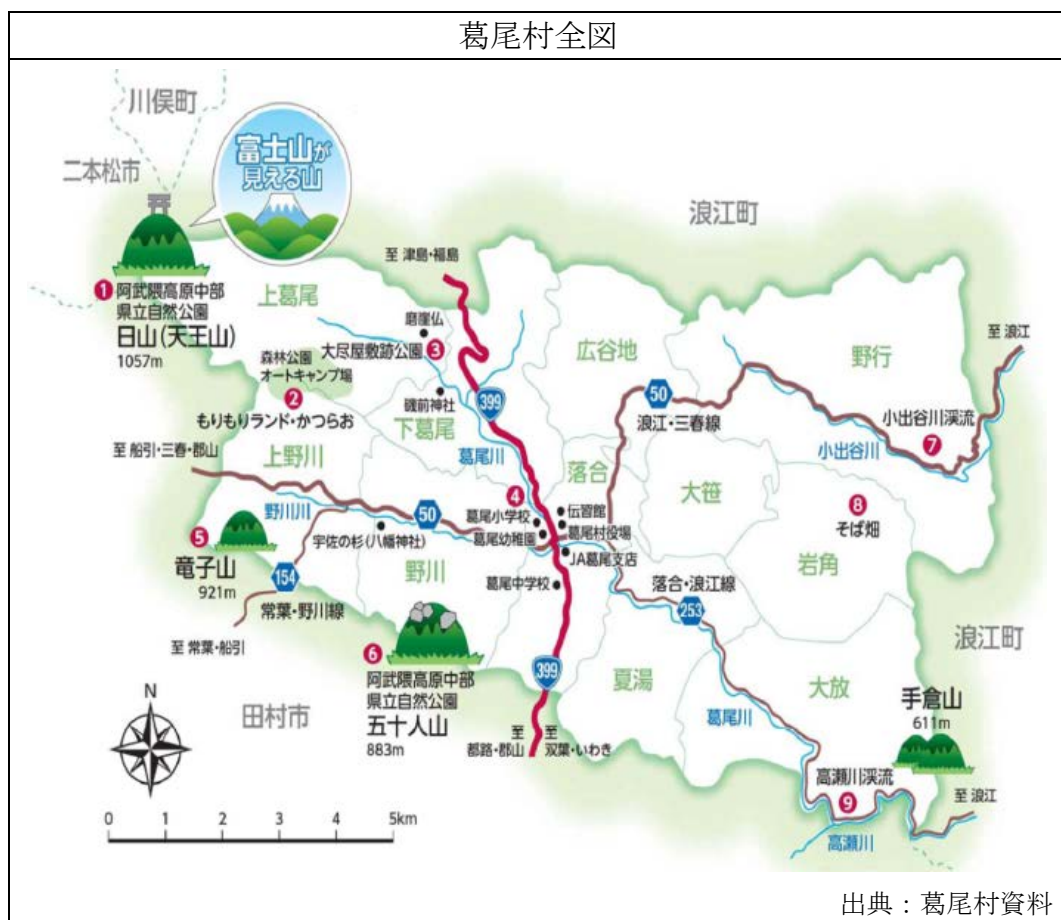 葛尾村全図
川俣町
富士山が
見える山
二本松市
浪江町
至 津島・福島
1
阿武隈高原中部
県立自然公園
日山(天王山)
1057m
上葛尾
磨崖仏
大尽屋敷跡公園 3
広谷地
野行
至 浪江
森林公園
オートキャンプ場
2
もりもりランド・かつらお
磯前神社
399
50
浪江・三春線
小出谷川渓流
7
下葛尾
至 船引・三春・郡山
上野川
葛尾川
落合
小出谷川
大笹
8
そば畑
野川川
50
4
葛尾小学校
葛尾幼稚園
伝習館
葛尾村役場
JA葛尾支店
5
竜子山
921m
宇佐の杉(八幡神社)
野川
岩角
154
常葉・野川線
葛尾中学校
落合・浪江線
253
至 常葉・船引
6
阿武隈高原中部
県立自然公園
五十人山
883m
399
夏湯
大放
浪江町
手倉山
611m
葛尾川
田村市
N
至
都路・郡山
至
双葉・いわき
高瀬川渓流
9
至 浪江
高瀬川
0 1 2 3 4 5km
出典：葛尾村資料